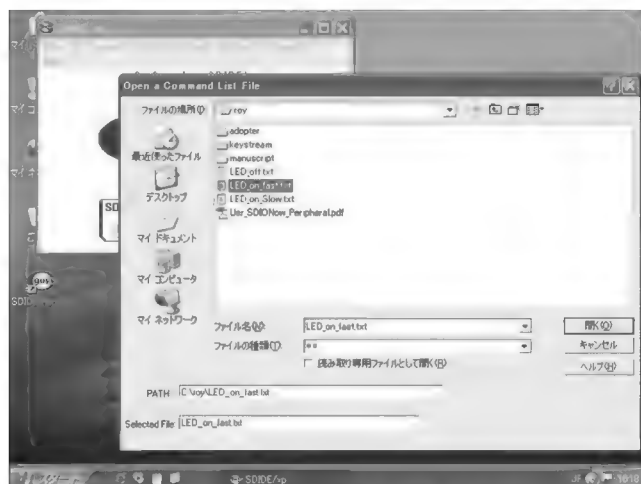 Open a Command List File
ファイルの場所(I)
roy
adopter
keystream
manuscript
LED_off.txt
LED_on_fast.txt
LED_on_Slow.txt
Usr_SDIONow_Peripheral.pdf
最近使ったファイル
デスクトップ
マイ ドキュメント
マイ コンピュータ
マイ ネットワーク
ファイル名(N):
LED_on_fast.txt
開く(O)
ファイルの種類(T):
*.*
キャンセル
読み取り専用ファイルとして開く(R)
ヘルプ(H)
PATH
C:\roy\LED_on_fast.txt
Selected File
LED_on_fast.txt
SDIDE/vp